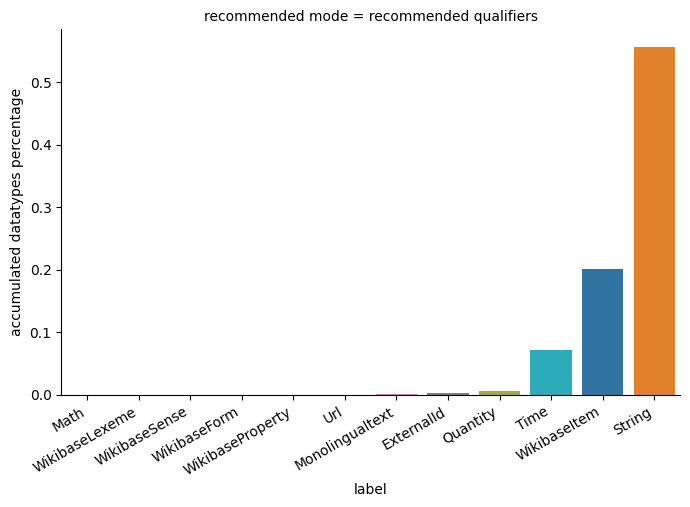 recommended mode = recommended qualifiers
accumulated datatypes percentage
0.5
0.4
0.3
0.2
0.1
0.0
Math
WikibaseLexeme
WikibaseSense
WikibaseForm
WikibaseProperty
Url
Monolingualtext
ExternalId
Quantity
Time
WikibaseItem
String
label